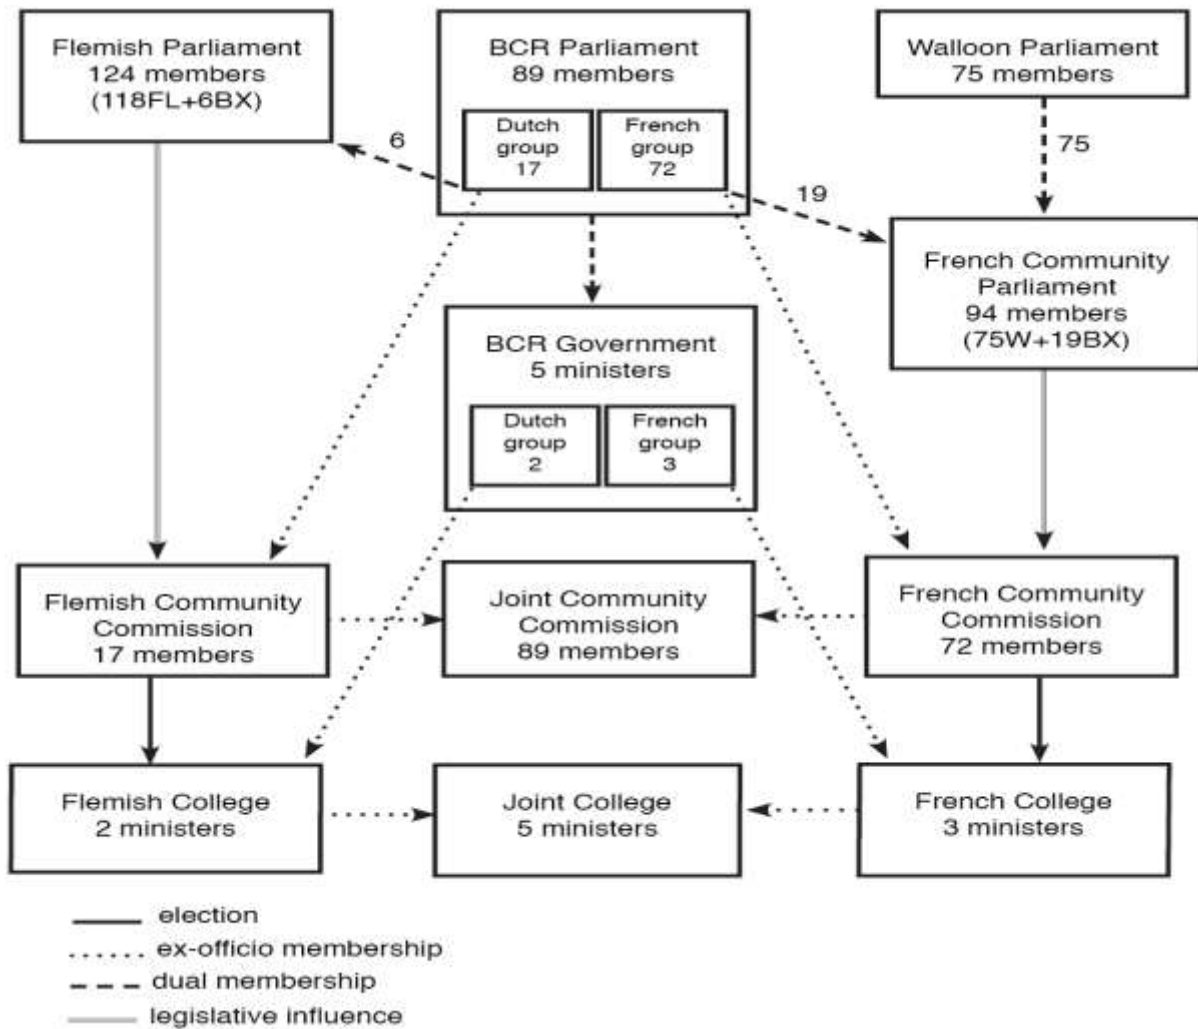 Flemish Parliament
124 members
(118FL+6BX)
BCR Parliament
89 members
Dutch
group
17
French
group
72
Walloon Parliament
75 members
6
19
75
French Community
Parliament
94 members
(75W+19BX)
BCR Government
5 ministers
Dutch
group
2
French
group
3
Flemish Community
Commission
17 members
Joint Community
Commission
89 members
French Community
Commission
72 members
Flemish College
2 ministers
Joint College
5 ministers
French College
3 ministers
election
ex-officio membership
dual membership
legislative influence